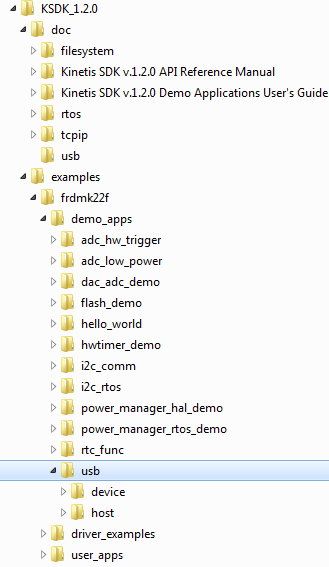 KSDK_1.2.0
doc
filesystem
Kinetis SDK v.1.2.0 API Reference Manual
Kinetis SDK v.1.2.0 Demo Applications User's Guide
rtos
tcpip
usb
examples
frdmk22f
demo_apps
adc_hw_trigger
adc_low_power
dac_adc_demo
flash_demo
hello_world
hwtimer_demo
i2c_comm
i2c_rtos
power_manager_hal_demo
power_manager_rtos_demo
rtc_func
usb
device
host
driver_examples
user_apps